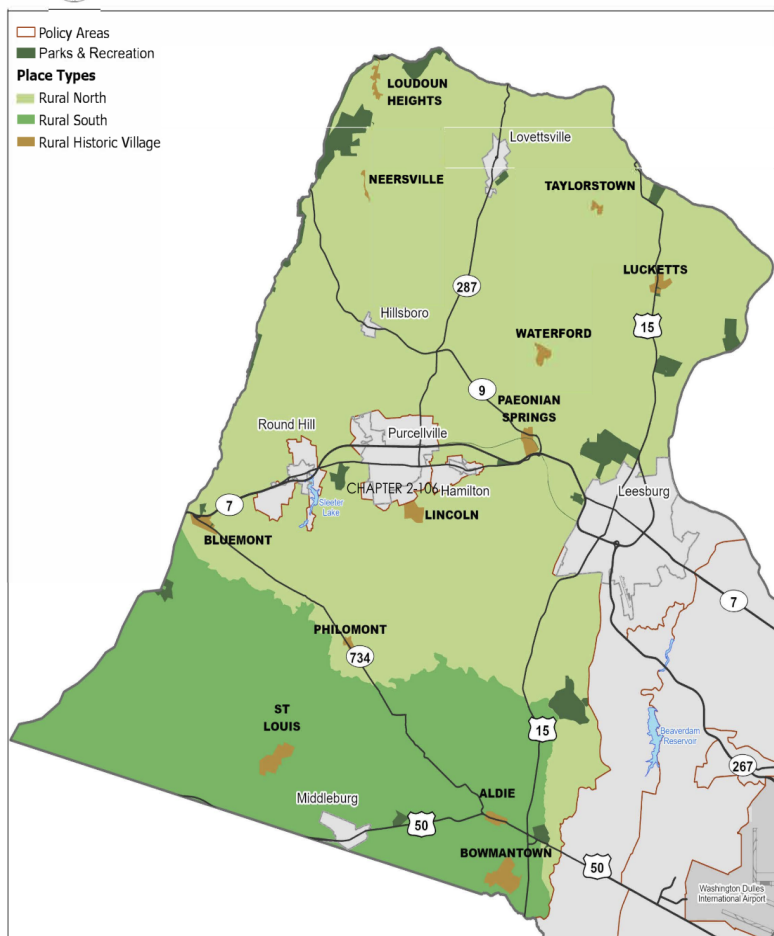 Policy Areas
Parks & Recreation
Place Types
Rural North
Rural South
Rural Historic Village
LOUDOUN
HEIGHTS
Lovettsville
NEERSVILLE
TAYLORSTOWN
LUCKETTS
287
Hillsboro
15
WATERFORD
9
PAEONIAN
SPRINGS
Round Hill
Purcellville
CHAPTER 2-106
Hamilton
Leesburg
Sleeter
Lake
7
LINCOLN
BLUEMONT
7
PHILOMONT
734
ST
LOUIS
15
Beaverdam
Reservoir
267
Middleburg
ALDIE
50
BOWMANTOWN
50
Washington Dulles
International Airport